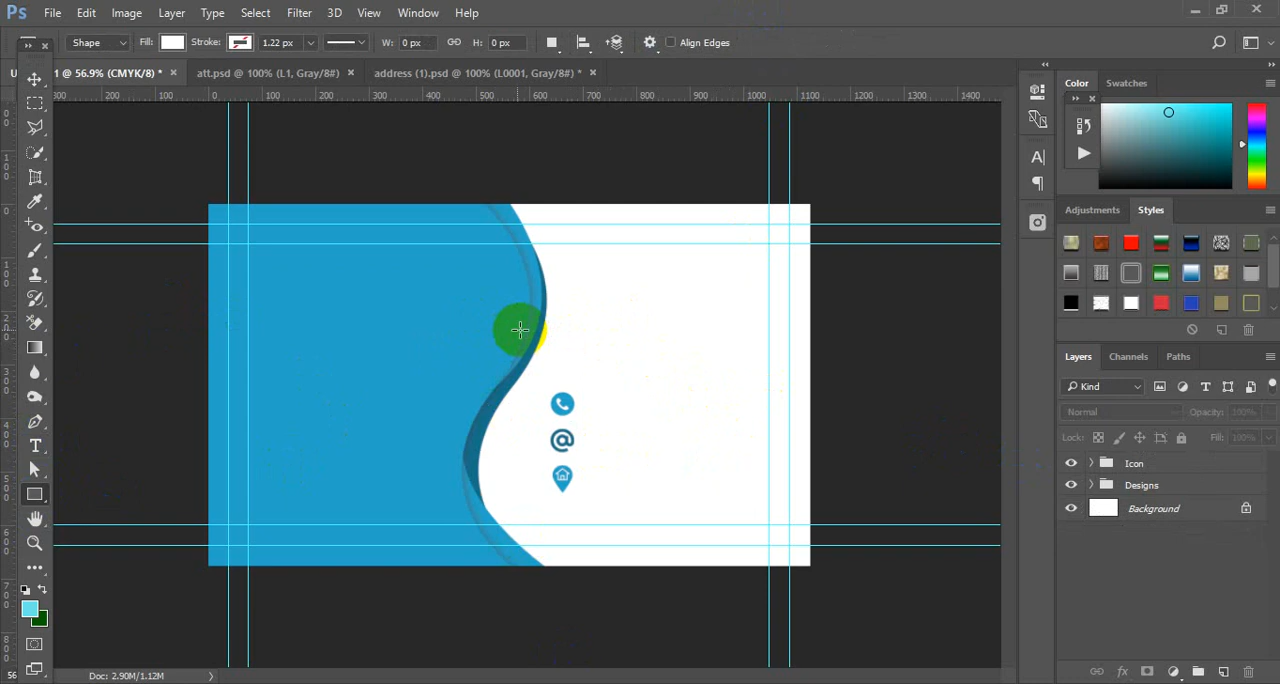 Ps File Edit Image Layer Type Select Filter 3D View Window Help
Shape Fill: Stroke: 1.22 px W: 0 px H: 0 px Align Edges
1 @ 56.9% (CMYK/8) * × att.psd @ 100% (L1, Gray/8#) × address (1).psd @ 100% (L0001, Gray/8#) * ×
200 100 0 100 200 300 400 500 600 700 800 900 1000 1100 1200 1300 1400
Color Swatches
A|
¶
Adjustments Styles
Layers Channels Paths
Kind T
Normal Opacity: 100%
Lock: Fill: 100%
Icon
Designs
Background
@
T
56 Doc: 2.90M/1.12M